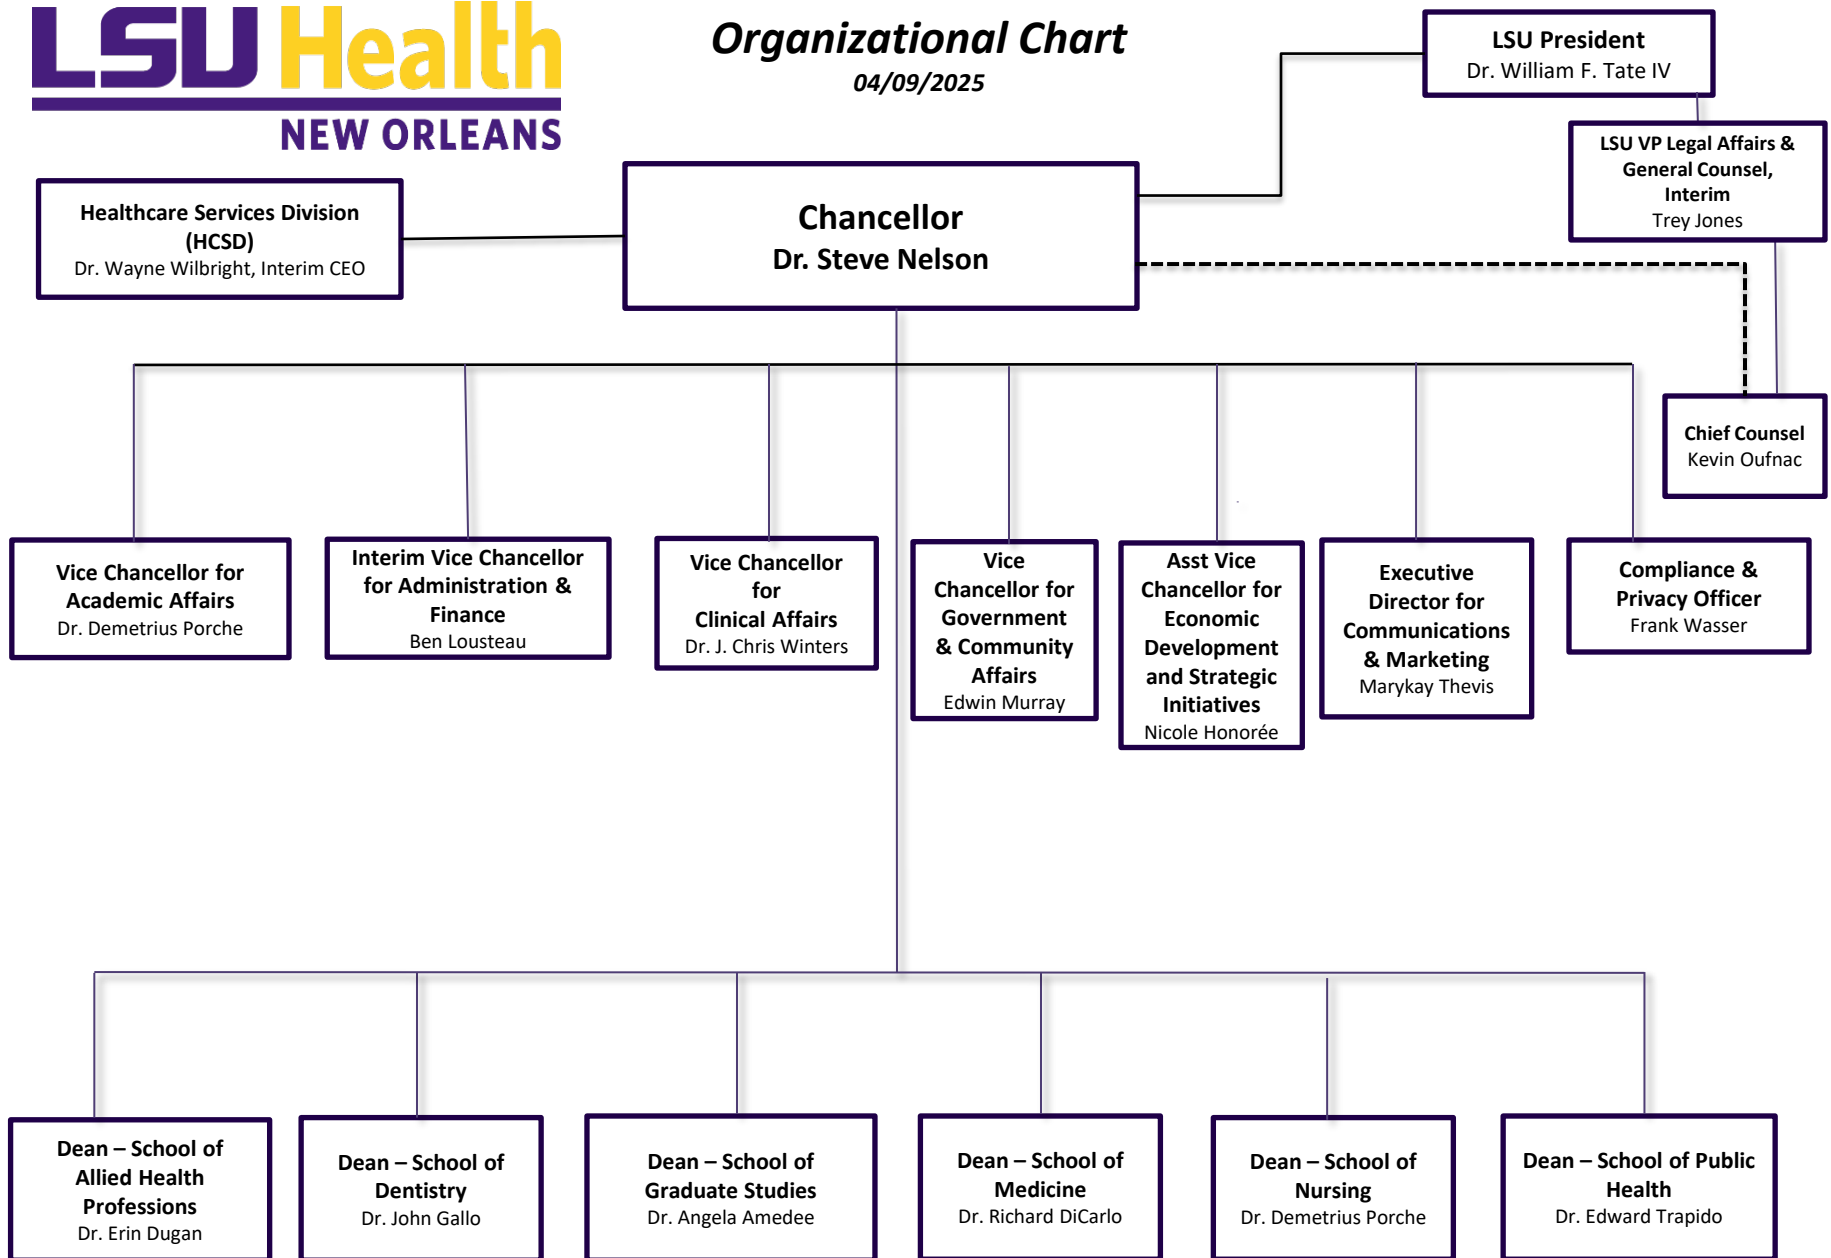 LSU Health
NEW ORLEANS
Organizational Chart
04/09/2025
LSU President
Dr. William F. Tate IV
LSU VP Legal Affairs &
General Counsel,
Interim
Trey Jones
Healthcare Services Division
(HCSD)
Dr. Wayne Wilbright, Interim CEO
Chancellor
Dr. Steve Nelson
Chief Counsel
Kevin Oufnac
Vice Chancellor for
Academic Affairs
Dr. Demetrius Porche
Interim Vice Chancellor
for Administration &
Finance
Ben Lousteau
Vice Chancellor
for
Clinical Affairs
Dr. J. Chris Winters
Vice
Chancellor for
Government
& Community
Affairs
Edwin Murray
Asst Vice
Chancellor for
Economic
Development
and Strategic
Initiatives
Nicole Honorée
Executive
Director for
Communications
& Marketing
Marykay Thevis
Compliance &
Privacy Officer
Frank Wasser
Dean – School of
Allied Health
Professions
Dr. Erin Dugan
Dean – School of
Dentistry
Dr. John Gallo
Dean – School of
Graduate Studies
Dr. Angela Amedee
Dean – School of
Medicine
Dr. Richard DiCarlo
Dean – School of
Nursing
Dr. Demetrius Porche
Dean – School of Public
Health
Dr. Edward Trapido